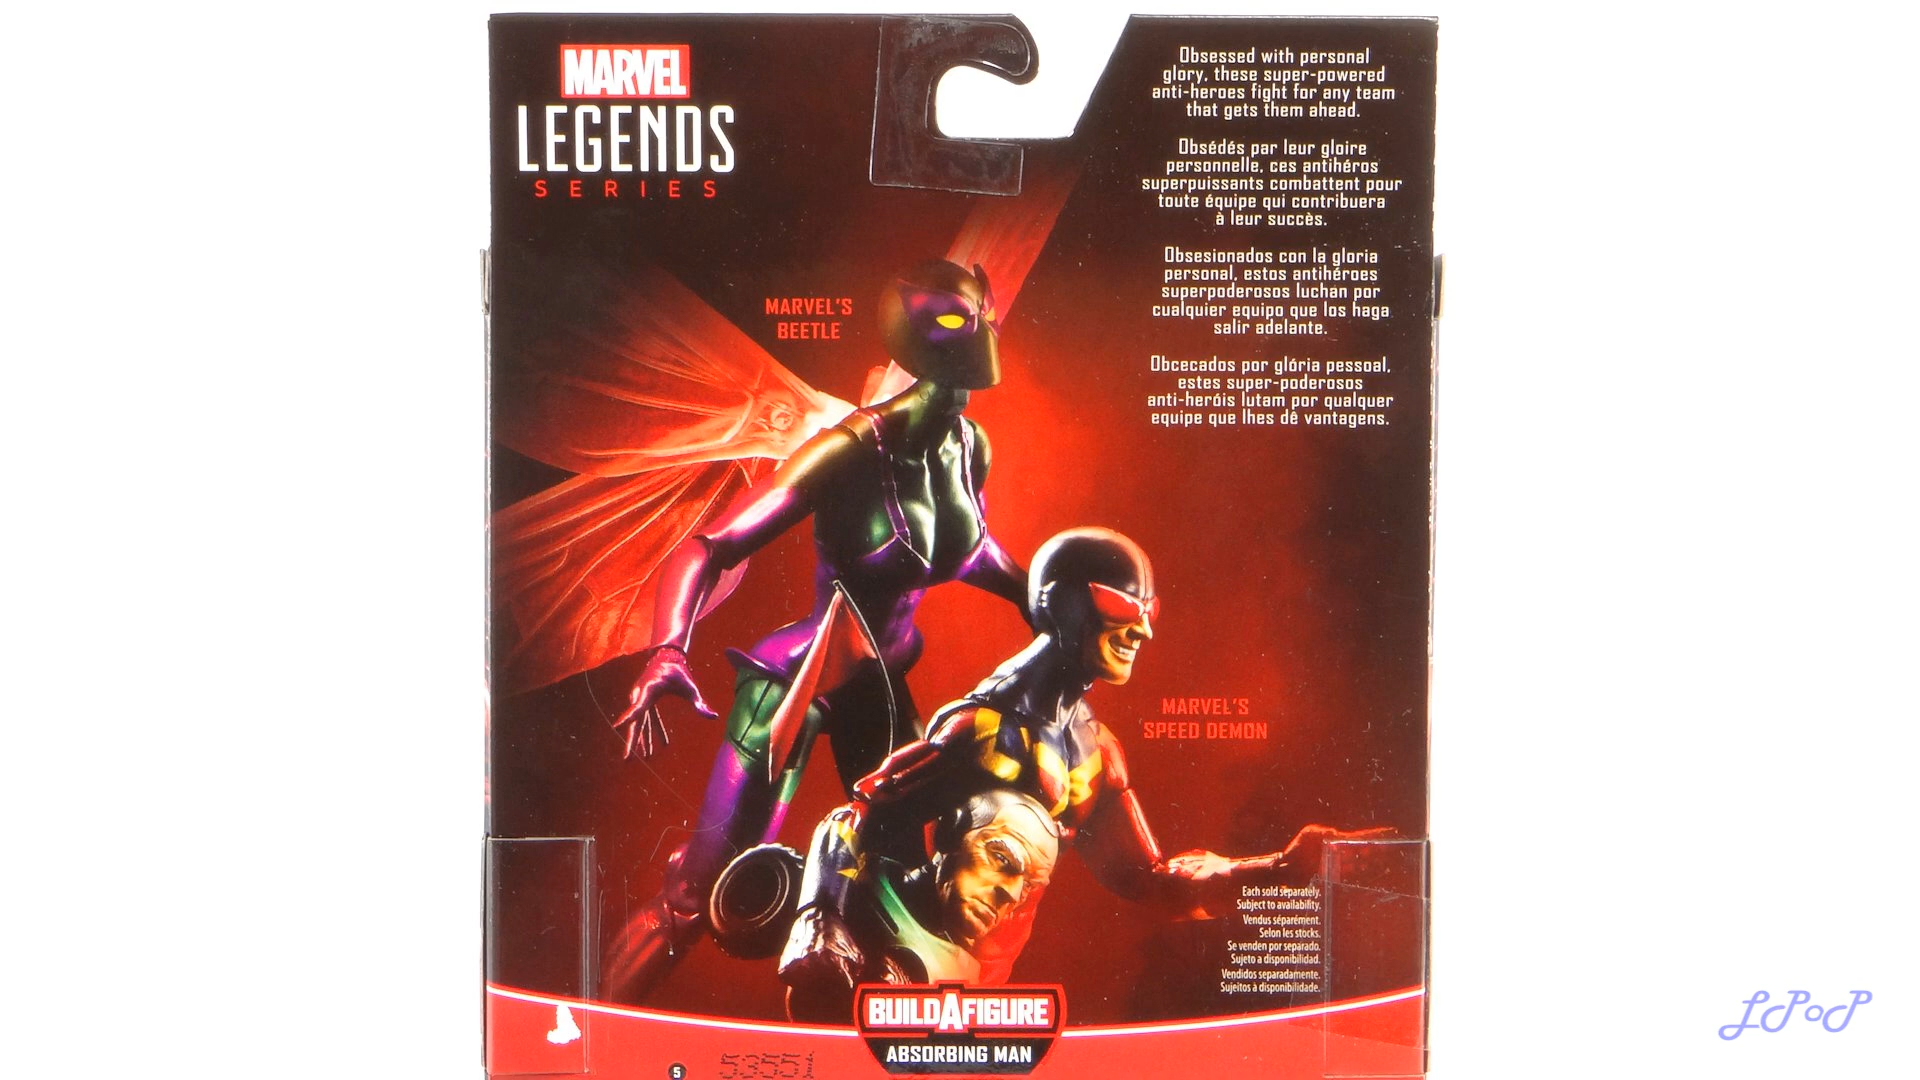 MARVEL
LEGENDS
SERIES
Obsessed with personal
glory, these super-powered
anti-heroes fight for any team
that gets them ahead.
Obsédés par leur gloire
personnelle, ces antihéros
superpuissants combattent pour
toute équipe qui contribuera
à leur succès.
Obsesionados con la gloria
personal, estos antihéroes
superpoderosos luchan por
cualquier equipo que los haga
salir adelante.
Obcecados por glória pessoal,
estes super-poderosos
anti-heróis lutam por qualquer
equipe que lhes dê vantagens.
MARVEL'S
BEETLE
MARVEL'S
SPEED DEMON
Each sold separately.
Subject to availability.
Vendus séparément.
Selon les stocks.
Se venden por separado.
Sujeto a disponibilidad.
Vendidos separadamente.
Sujeitos à disponibilidade.
BUILDAFIGURE
ABSORBING MAN
5
53551
LPoP